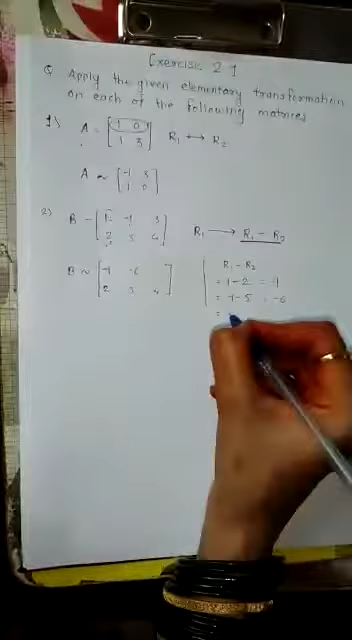 Exercise 2.1
Q Apply the given elementary transformation
on each of the following matrices
1) A = [1 0 R₁ ↔ R₂
1 3]
A ~ [-1 3
1 0]
2) B = [1 -1 3 R₁ → R₁ - R₂
2 5 4]
B ~ [-1 -6 R₁ - R₂
2 5 4] = 1 - 2 = -1
= -1 - 5 = -6
=